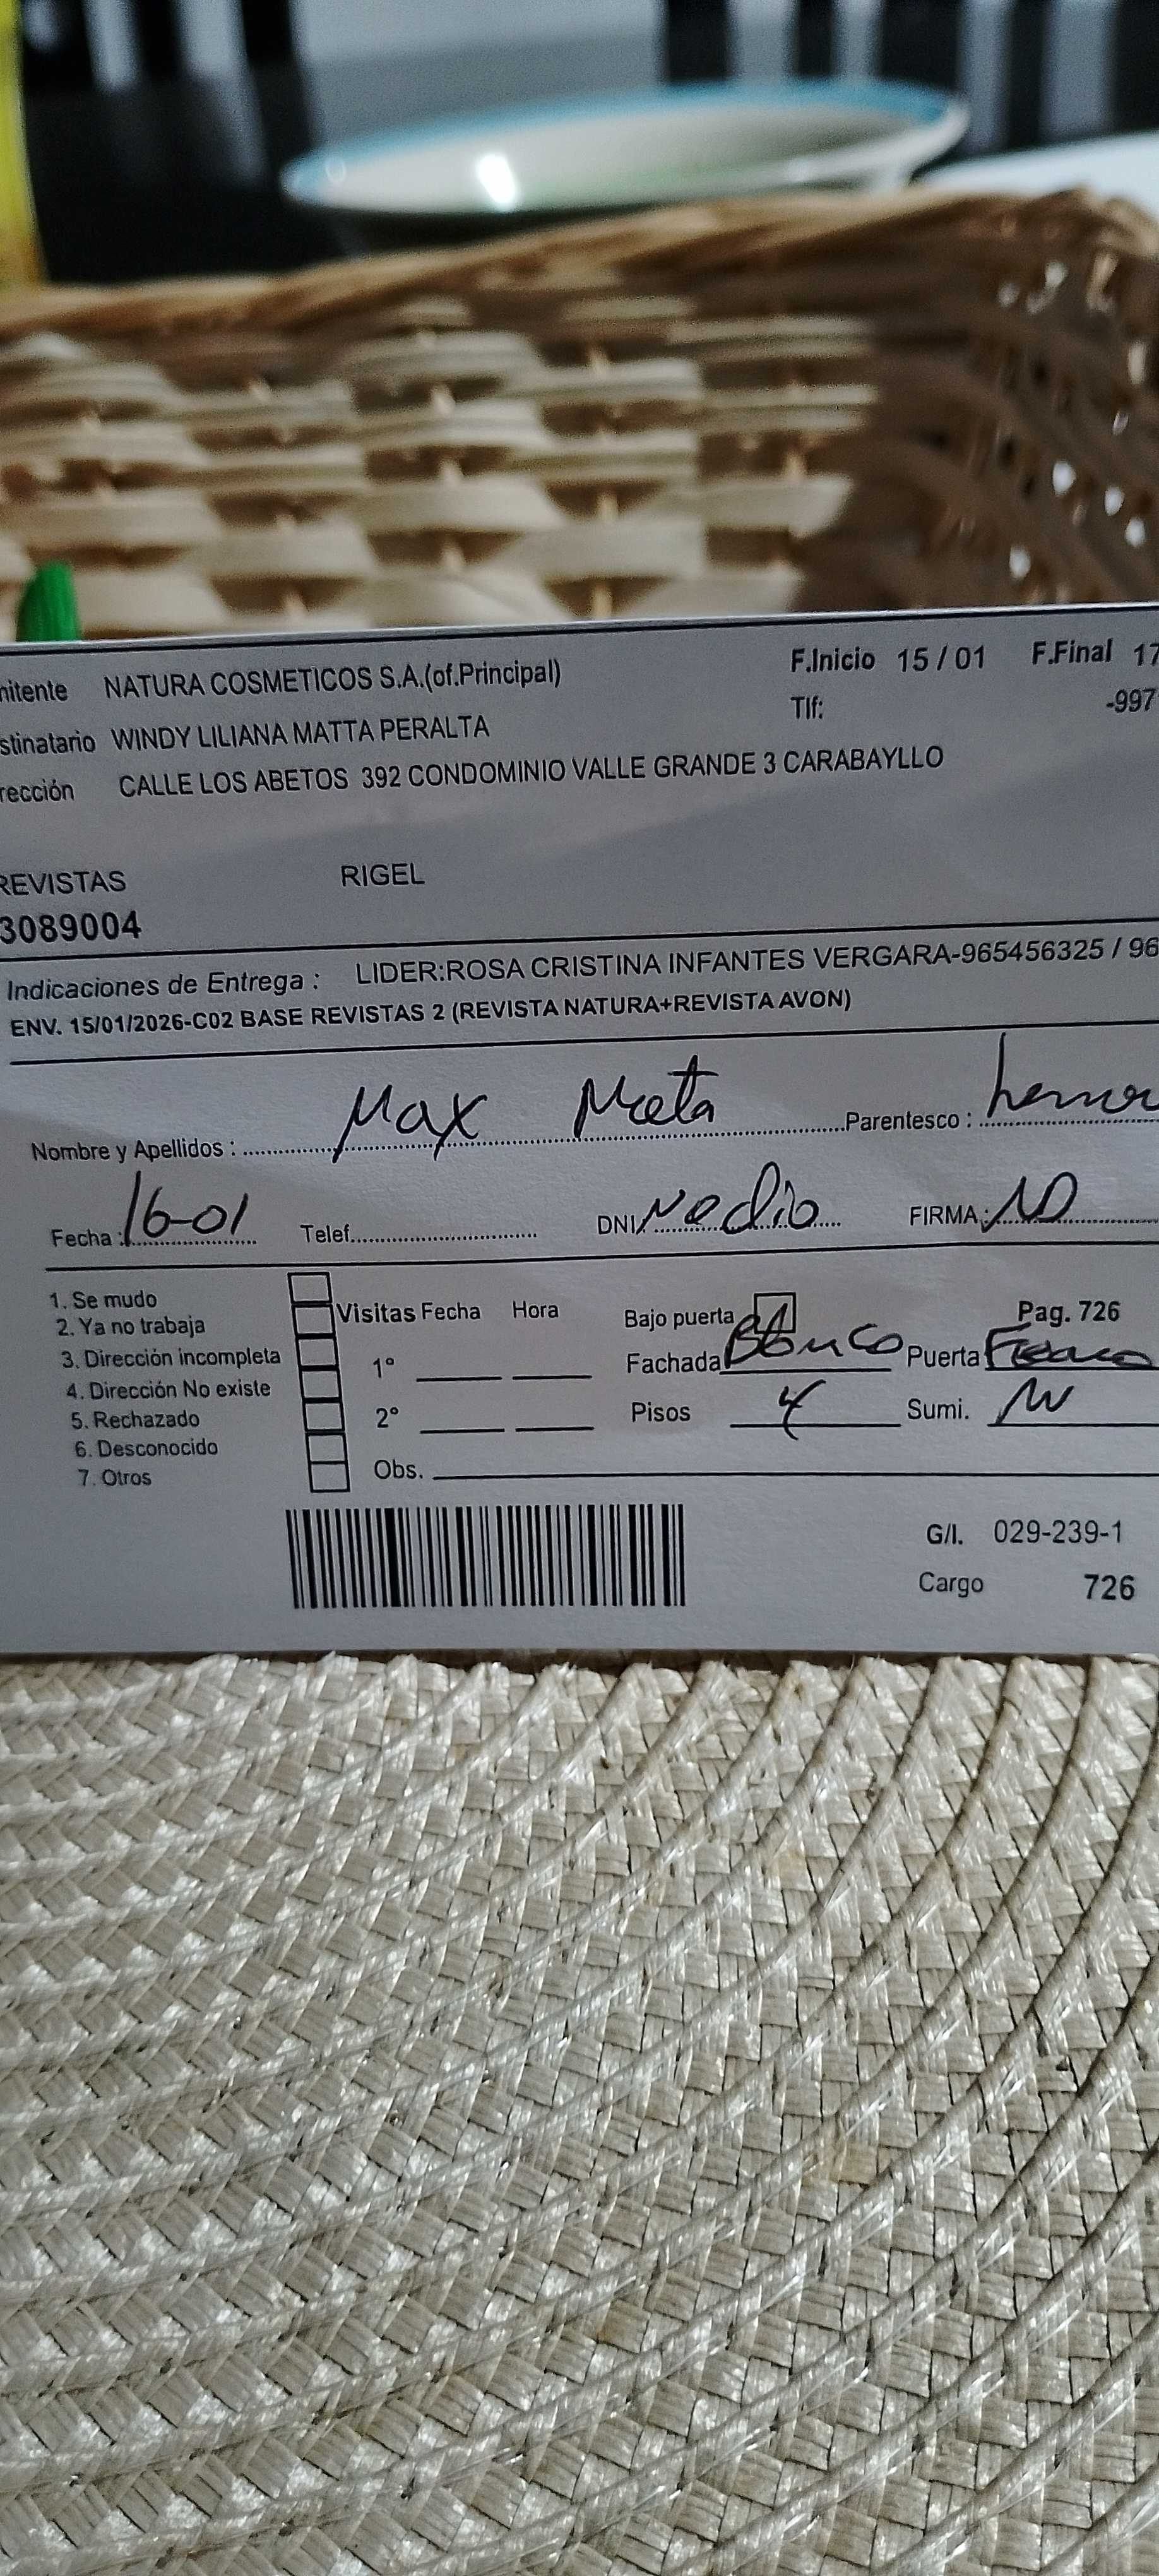 mitente NATURA COSMETICOS S.A.(of.Principal) F.Inicio 15 / 01 F.Final 17
stinatario WINDY LILIANA MATTA PERALTA Tlf: -997
rección CALLE LOS ABETOS 392 CONDOMINIO VALLE GRANDE 3 CARABAYLLO
REVISTAS RIGEL
3089004
Indicaciones de Entrega : LIDER:ROSA CRISTINA INFANTES VERGARA-965456325 / 96
ENV. 15/01/2026-C02 BASE REVISTAS 2 (REVISTA NATURA+REVISTA AVON)
Nombre y Apellidos : Max Mata Parentesco :
Fecha : 16-01 Telef. DNI No dio FIRMA: ND
1. Se mudo
2. Ya no trabaja Visitas Fecha Hora Bajo puerta Pag. 726
3. Dirección incompleta 1° Fachada Blanco Puerta
4. Dirección No existe
5. Rechazado 2° Pisos 4 Sumi.
6. Desconocido
7. Otros Obs.
G/I. 029-239-1
Cargo 726